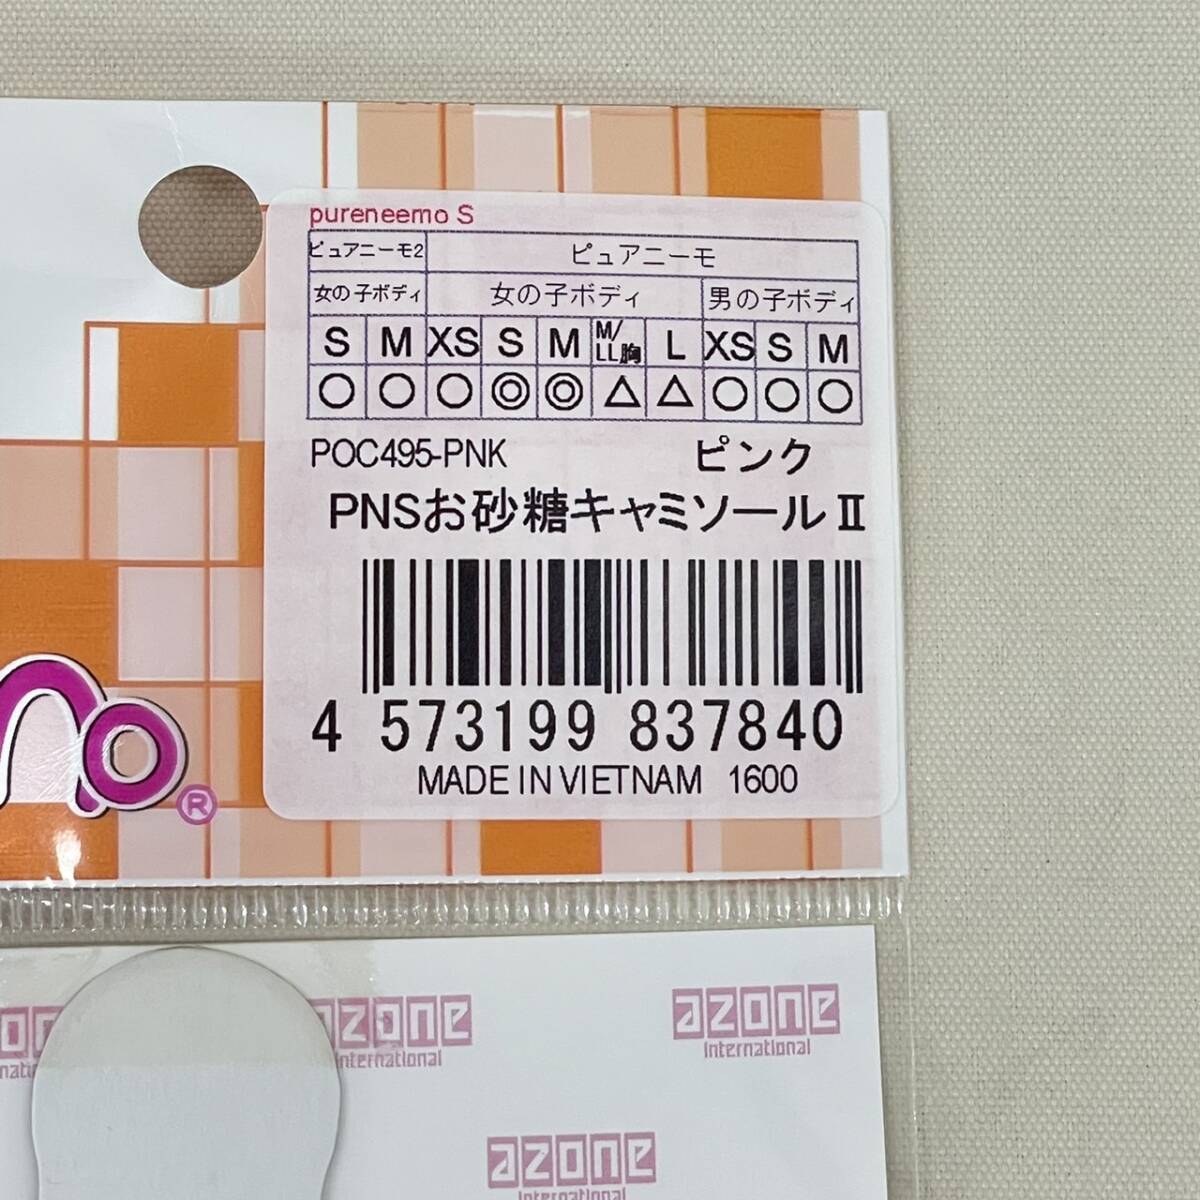 pureneemo S
ピュアニーモ2 ピュアニーモ
女の子ボディ 女の子ボディ 男の子ボディ
S M XS S M M/LL胸 L XS S M
○ ○ ○ ◎ ◎ △ △ ○ ○ ○
POC495-PNK ピンク
PNSお砂糖キャミソールⅡ
4 573199 837840
MADE IN VIETNAM 1600
®
azone azone
international international
azone
international